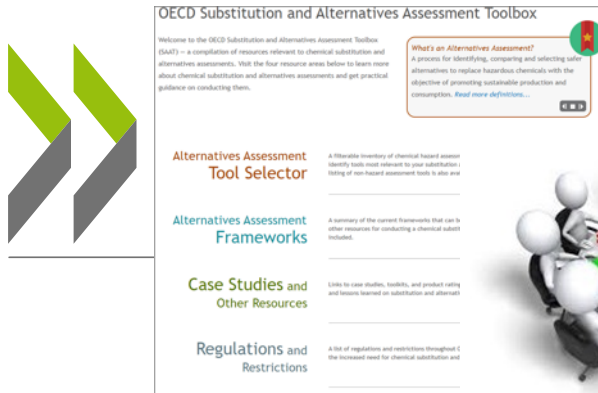 OECD Substitution and Alternatives Assessment Toolbox
Welcome to the OECD Substitution and Alternatives Assessment Toolbox
(SAAT) — a compilation of resources relevant to chemical substitution and
alternatives assessments. Visit the four resource areas below to learn more
about chemical substitution and alternatives assessments and get practical
guidance on conducting them.
What's an Alternatives Assessment?
A process for identifying, comparing and selecting safer
alternatives to replace hazardous chemicals with the
objective of promoting sustainable production and
consumption. Read more definitions...
Alternatives Assessment
Tool Selector
A filterable inventory of chemical hazard assessm
identify tools most relevant to your substitution
listing of non-hazard assessment tools is also avai
Alternatives Assessment
Frameworks
A summary of the current frameworks that can b
other resources for conducting a chemical substit
included.
Case Studies and
Other Resources
Links to case studies, toolkits, and product rating
and lessons learned on substitution and alternati
Regulations and
Restrictions
A list of regulations and restrictions throughout
the increased need for chemical substitution and